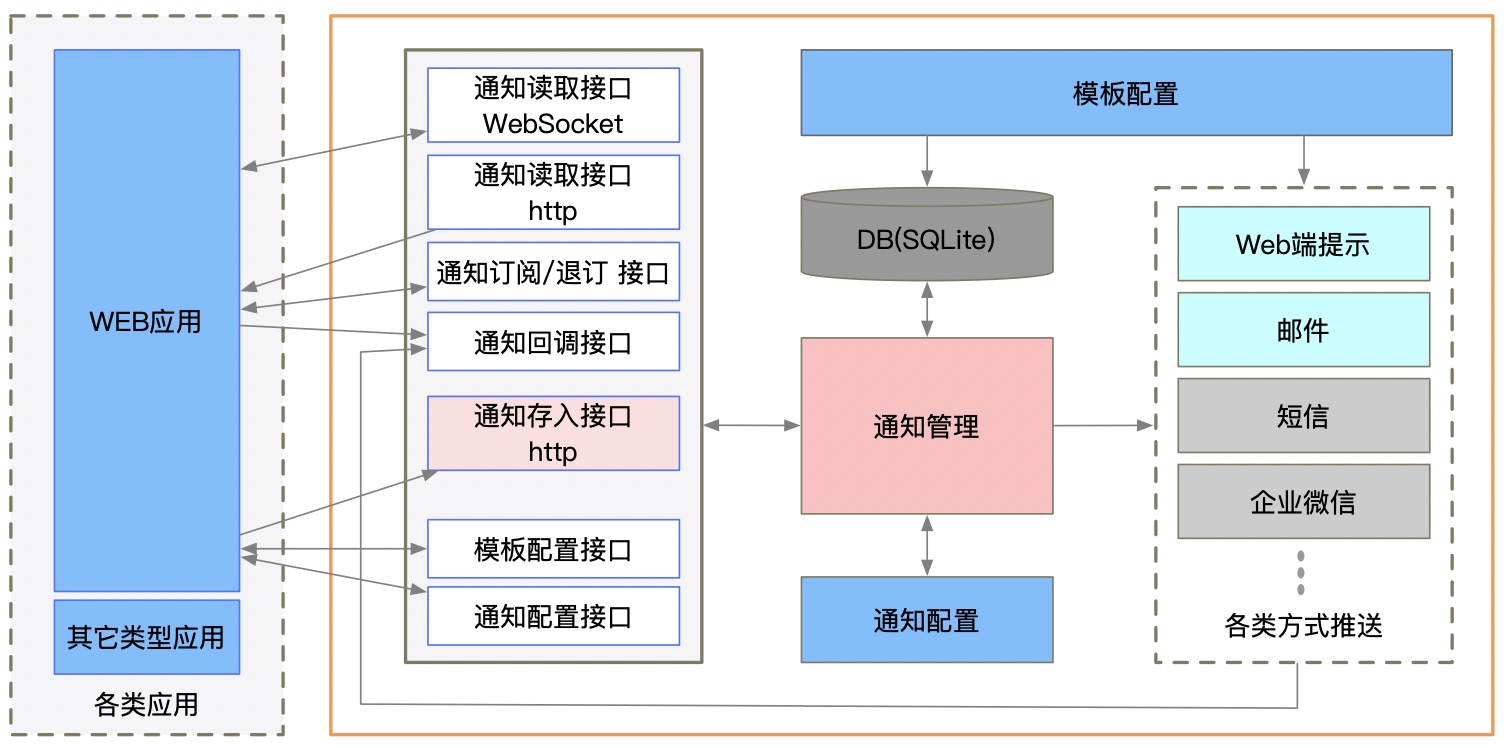 WEB应用
其它类型应用
各类应用
通知读取接口
WebSocket
通知读取接口
http
通知订阅/退订 接口
通知回调接口
通知存入接口
http
模板配置接口
通知配置接口
模板配置
DB(SQLite)
通知管理
通知配置
Web端提示
邮件
短信
企业微信
各类方式推送